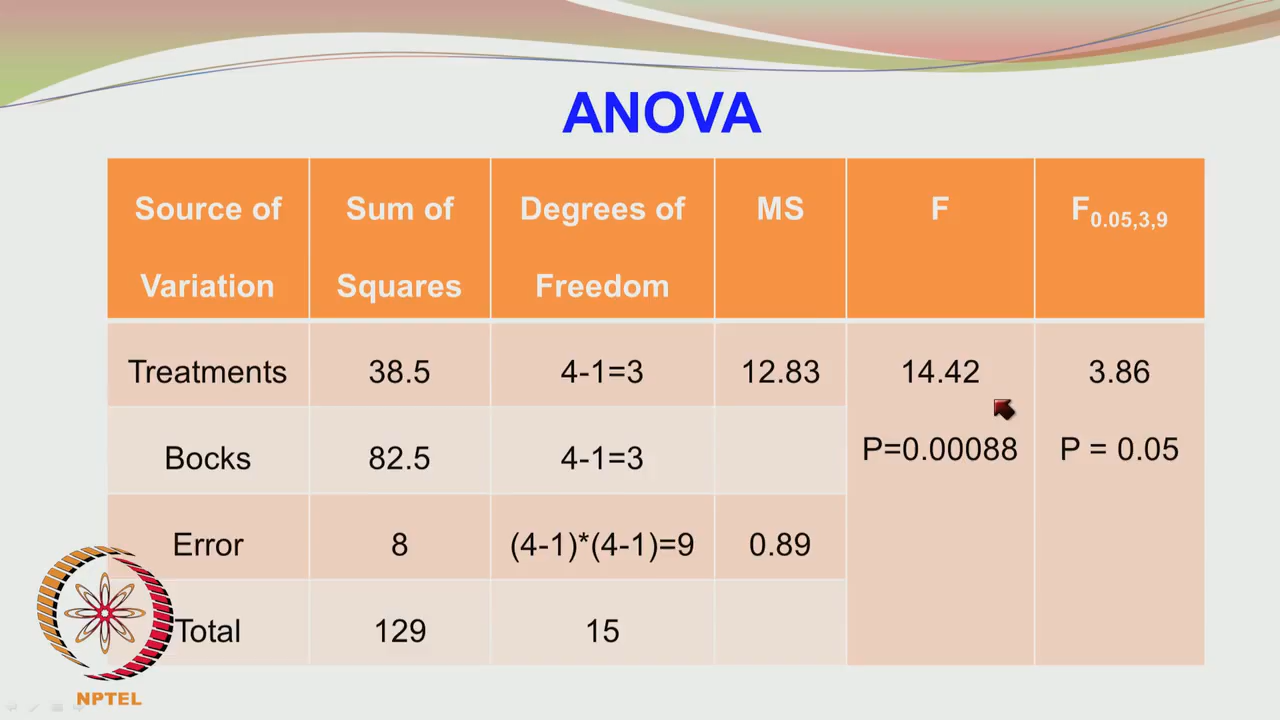 ANOVA
Source of Variation Sum of Squares Degrees of Freedom MS F F0.05,3,9
Treatments 38.5 4-1=3 12.83 14.42 3.86
Bocks 82.5 4-1=3 P=0.00088 P = 0.05
Error 8 (4-1)*(4-1)=9 0.89
Total 129 15
NPTEL